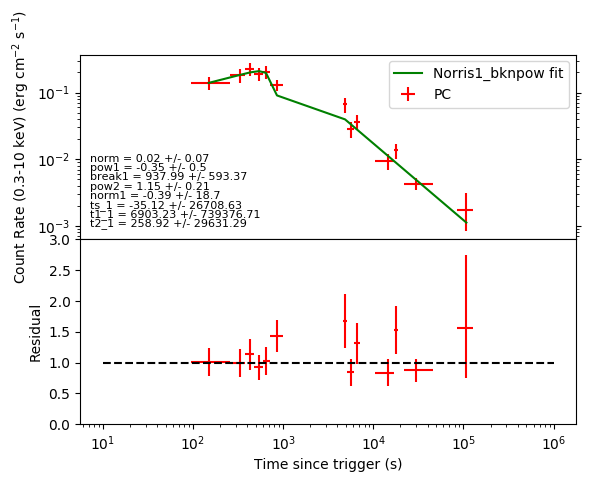 Count Rate (0.3-10 keV) (erg cm⁻² s⁻¹)
10⁻¹
10⁻²
10⁻³
Norris1_bknpow fit
PC
norm = 0.02 +/- 0.07
pow1 = -0.35 +/- 0.5
break1 = 937.99 +/- 593.37
pow2 = 1.15 +/- 0.21
norm1 = -0.39 +/- 18.7
ts_1 = -35.12 +/- 26708.63
t1_1 = 6903.23 +/- 739376.71
t2_1 = 258.92 +/- 29631.29
Residual
3.0
2.5
2.0
1.5
1.0
0.5
0.0
10¹ 10² 10³ 10⁴ 10⁵ 10⁶
Time since trigger (s)